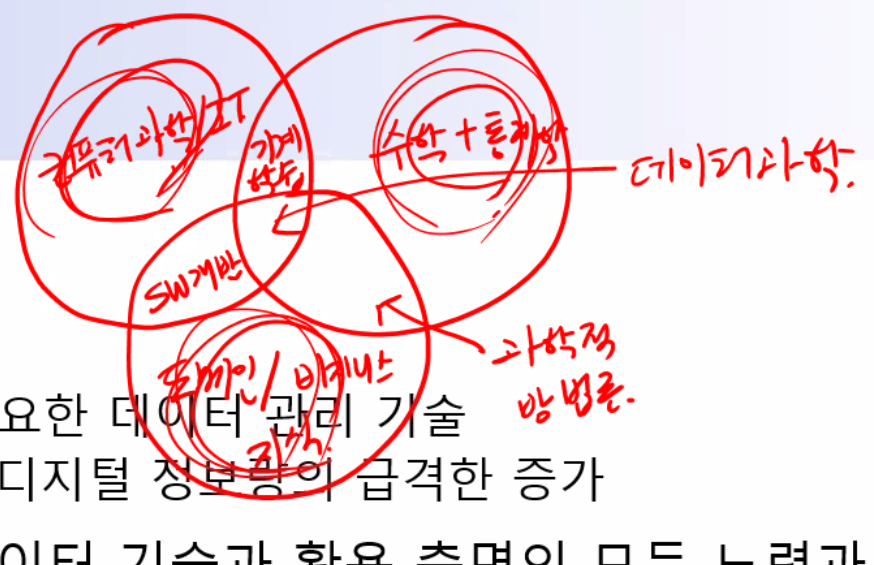 컴퓨터과학/IT
기계
학습
수학 + 통계학
데이터과학.
SW개발
과학적
방법론.
도메인/비지니스
지식.
요한 데이터 관리 기술
디지털 정보량의 급격한 증가
이터 기술과 활용 측면의 모든 노력과